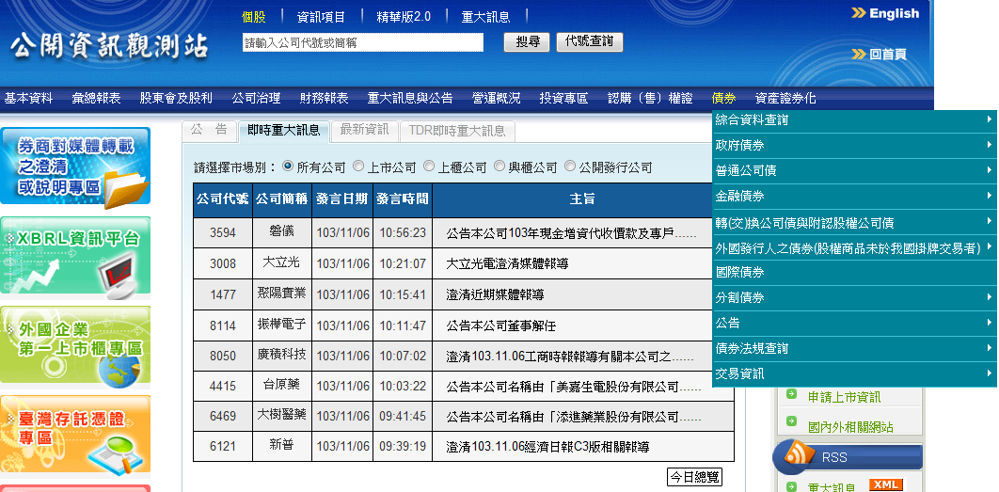 個股 資訊項目 精華版2.0 重大訊息
English
公開資訊觀測站
請輸入公司代號或簡稱 搜尋 代號查詢
回首頁
基本資料 彙總報表 股東會及股利 公司治理 財務報表 重大訊息與公告 營運概況 投資專區 認購（售）權證 債券 資產證券化
綜合資料查詢
政府債券
普通公司債
金融債券
轉(交)換公司債與附認股權公司債
外國發行人之債券(股權商品未於我國掛牌交易者)
國際債券
分割債券
公告
債券法規查詢
交易資訊
券商對媒體轉載
之澄清
或說明專區
XBRL資訊平台
外國企業
第一上市櫃專區
臺灣存託憑證
專區
公 告 即時重大訊息 最新資訊 TDR即時重大訊息
請選擇市場別： 所有公司 上市公司 上櫃公司 興櫃公司 公開發行公司
公司代號 公司簡稱 發言日期 發言時間 主旨
3594 磐儀 103/11/06 10:56:23 公告本公司103年現金增資代收價款及專戶......
3008 大立光 103/11/06 10:21:07 大立光電澄清媒體報導
1477 聚陽實業 103/11/06 10:15:41 澄清近期媒體報導
8114 振樺電子 103/11/06 10:11:47 公告本公司董事解任
8050 廣積科技 103/11/06 10:07:02 澄清103.11.06工商時報報導有關本公司之......
4415 台原藥 103/11/06 10:03:22 公告本公司名稱由「美嘉生電股份有限公司......
6469 大樹醫藥 103/11/06 09:41:45 公告本公司名稱由「添進藥業股份有限公司......
6121 新普 103/11/06 09:39:19 澄清103.11.06經濟日報C3版相關報導
今日總覽
申請上市資訊
國內外相關網站
RSS
重大訊息 XML